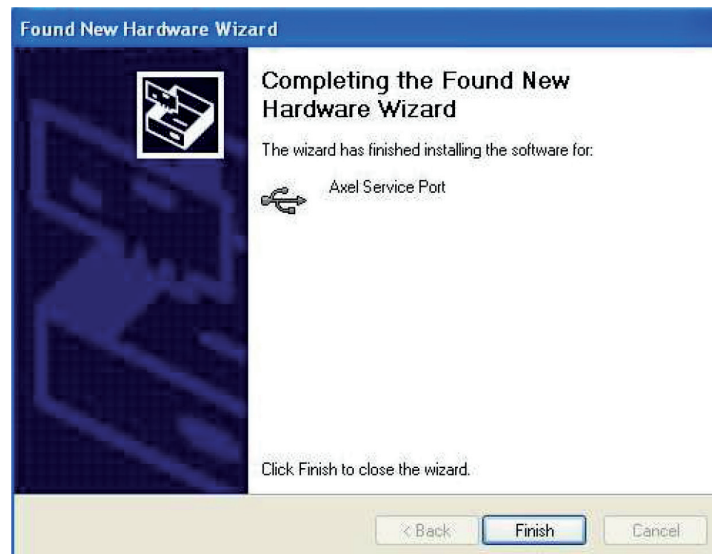 Found New Hardware Wizard
Completing the Found New
Hardware Wizard
The wizard has finished installing the software for:
Axel Service Port
Click Finish to close the wizard.
< Back
Finish
Cancel